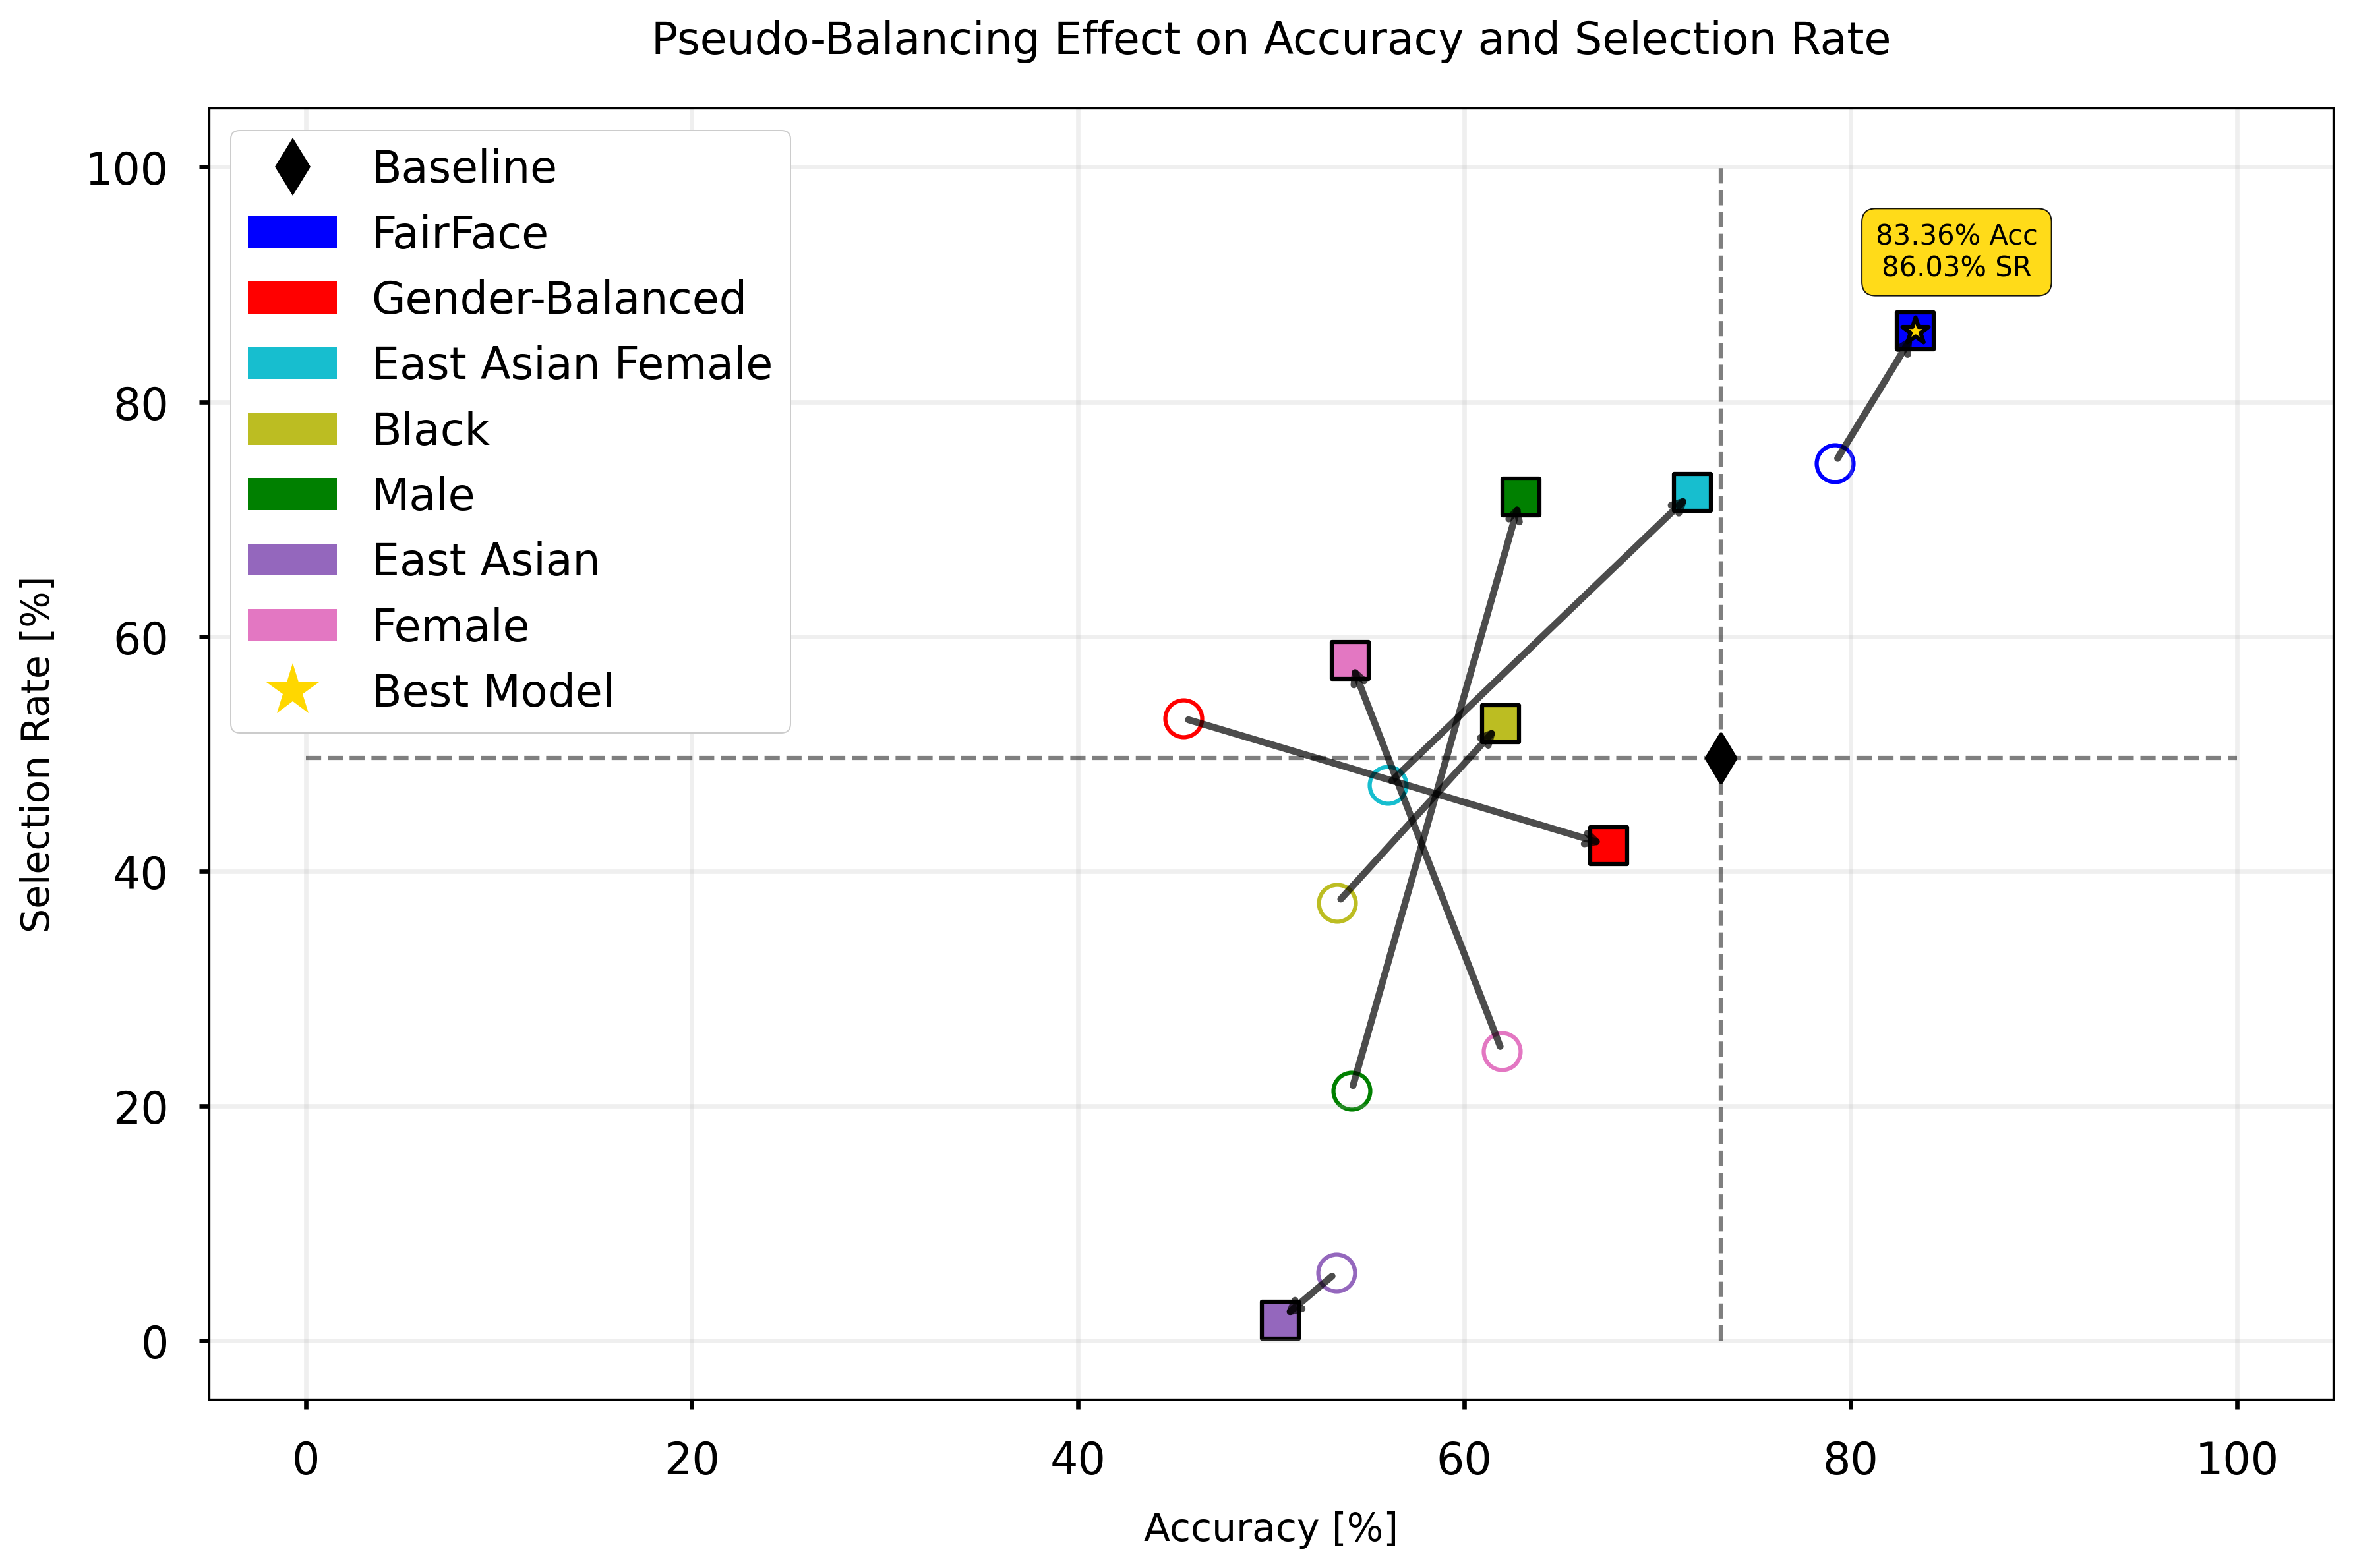 Pseudo-Balancing Effect on Accuracy and Selection Rate
Baseline
FairFace
Gender-Balanced
East Asian Female
Black
Male
East Asian
Female
Best Model
83.36% Acc
86.03% SR
Selection Rate [%]
100
80
60
40
20
0
0 20 40 60 80 100
Accuracy [%]